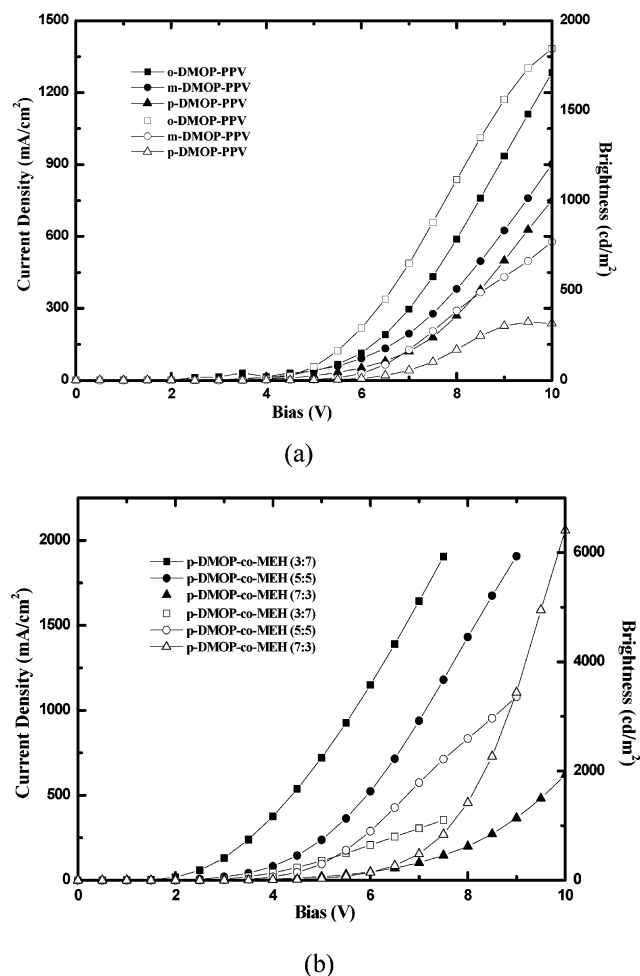 1500
1200
900
600
300
0
2000
1500
1000
500
0
Current Density (mA/cm²)
Brightness (cd/m²)
o-DMOP-PPV
m-DMOP-PPV
p-DMOP-PPV
o-DMOP-PPV
m-DMOP-PPV
p-DMOP-PPV
0 2 4 6 8 10
Bias (V)
(a)
2000
1500
1000
500
0
6000
4000
2000
0
Current Density (mA/cm²)
Brightness (cd/m²)
p-DMOP-co-MEH (3:7)
p-DMOP-co-MEH (5:5)
p-DMOP-co-MEH (7:3)
p-DMOP-co-MEH (3:7)
p-DMOP-co-MEH (5:5)
p-DMOP-co-MEH (7:3)
0 2 4 6 8 10
Bias (V)
(b)